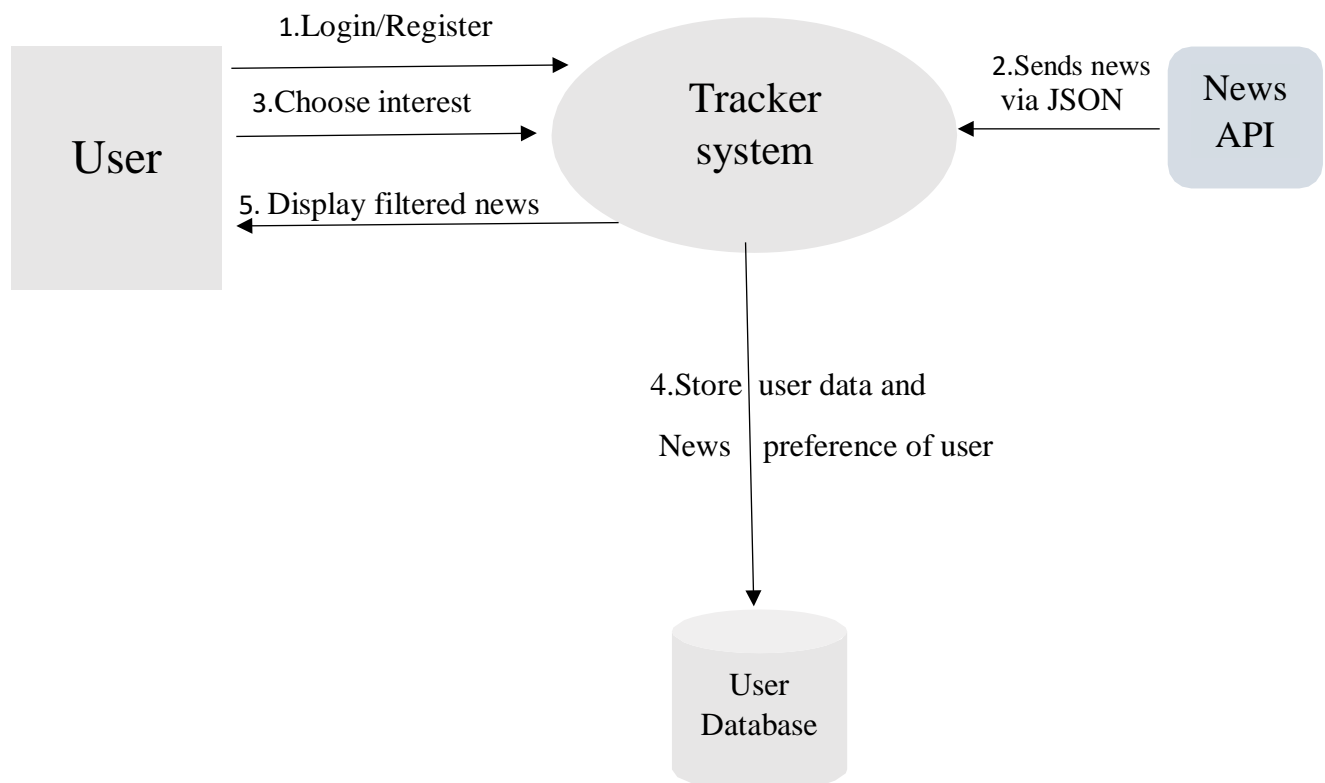 1.Login/Register
3.Choose interest
User
5. Display filtered news
Tracker
system
2.Sends news
via JSON
News
API
4.Store user data and
News preference of user
User
Database